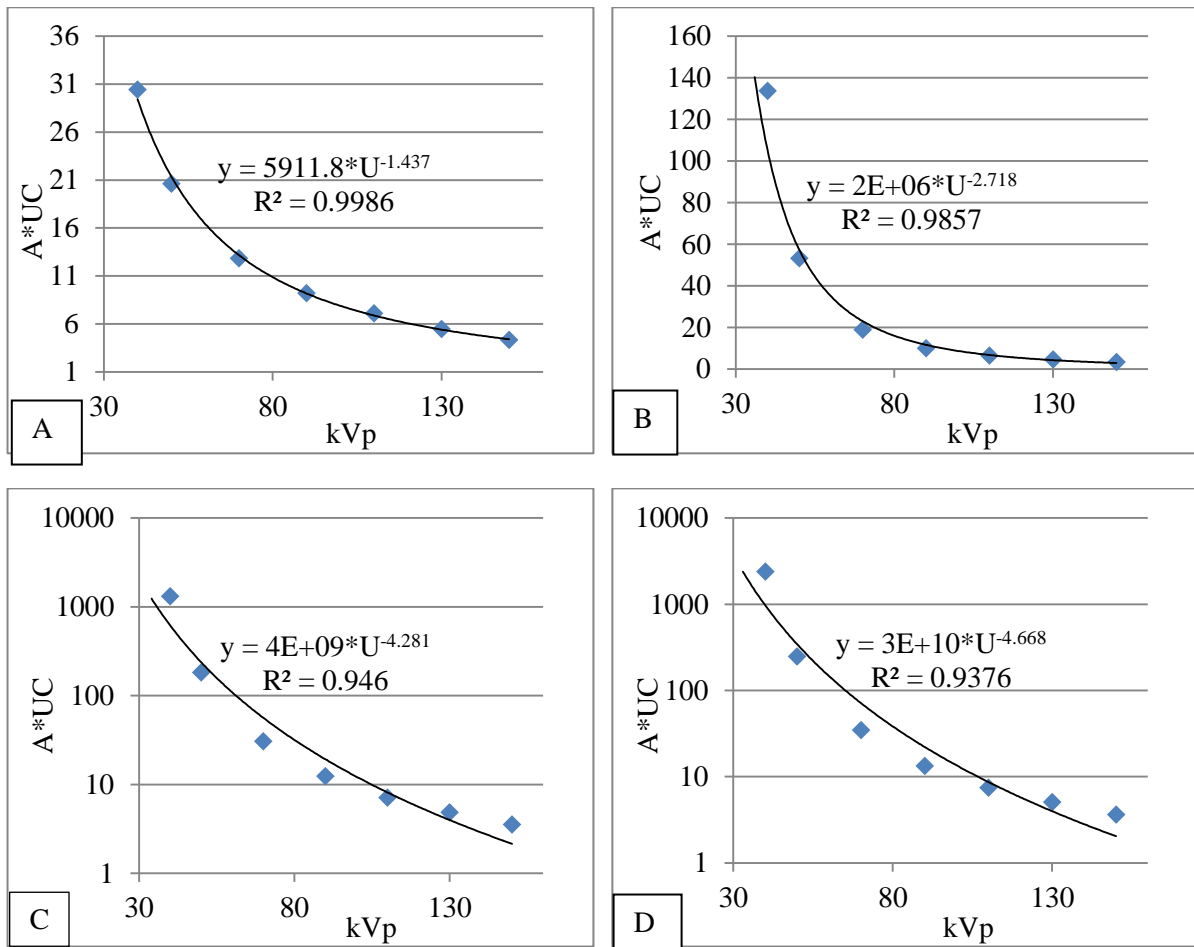 36
31
26
21
16
11
6
1
A*UC
y = 5911.8*U^-1.437
R² = 0.9986
30 80 130
kVp
A
160
140
120
100
80
60
40
20
0
A*UC
y = 2E+06*U^-2.718
R² = 0.9857
30 80 130
kVp
B
10000
1000
100
10
1
A*UC
y = 4E+09*U^-4.281
R² = 0.946
30 80 130
kVp
C
10000
1000
100
10
1
A*UC
y = 3E+10*U^-4.668
R² = 0.9376
30 80 130
kVp
D